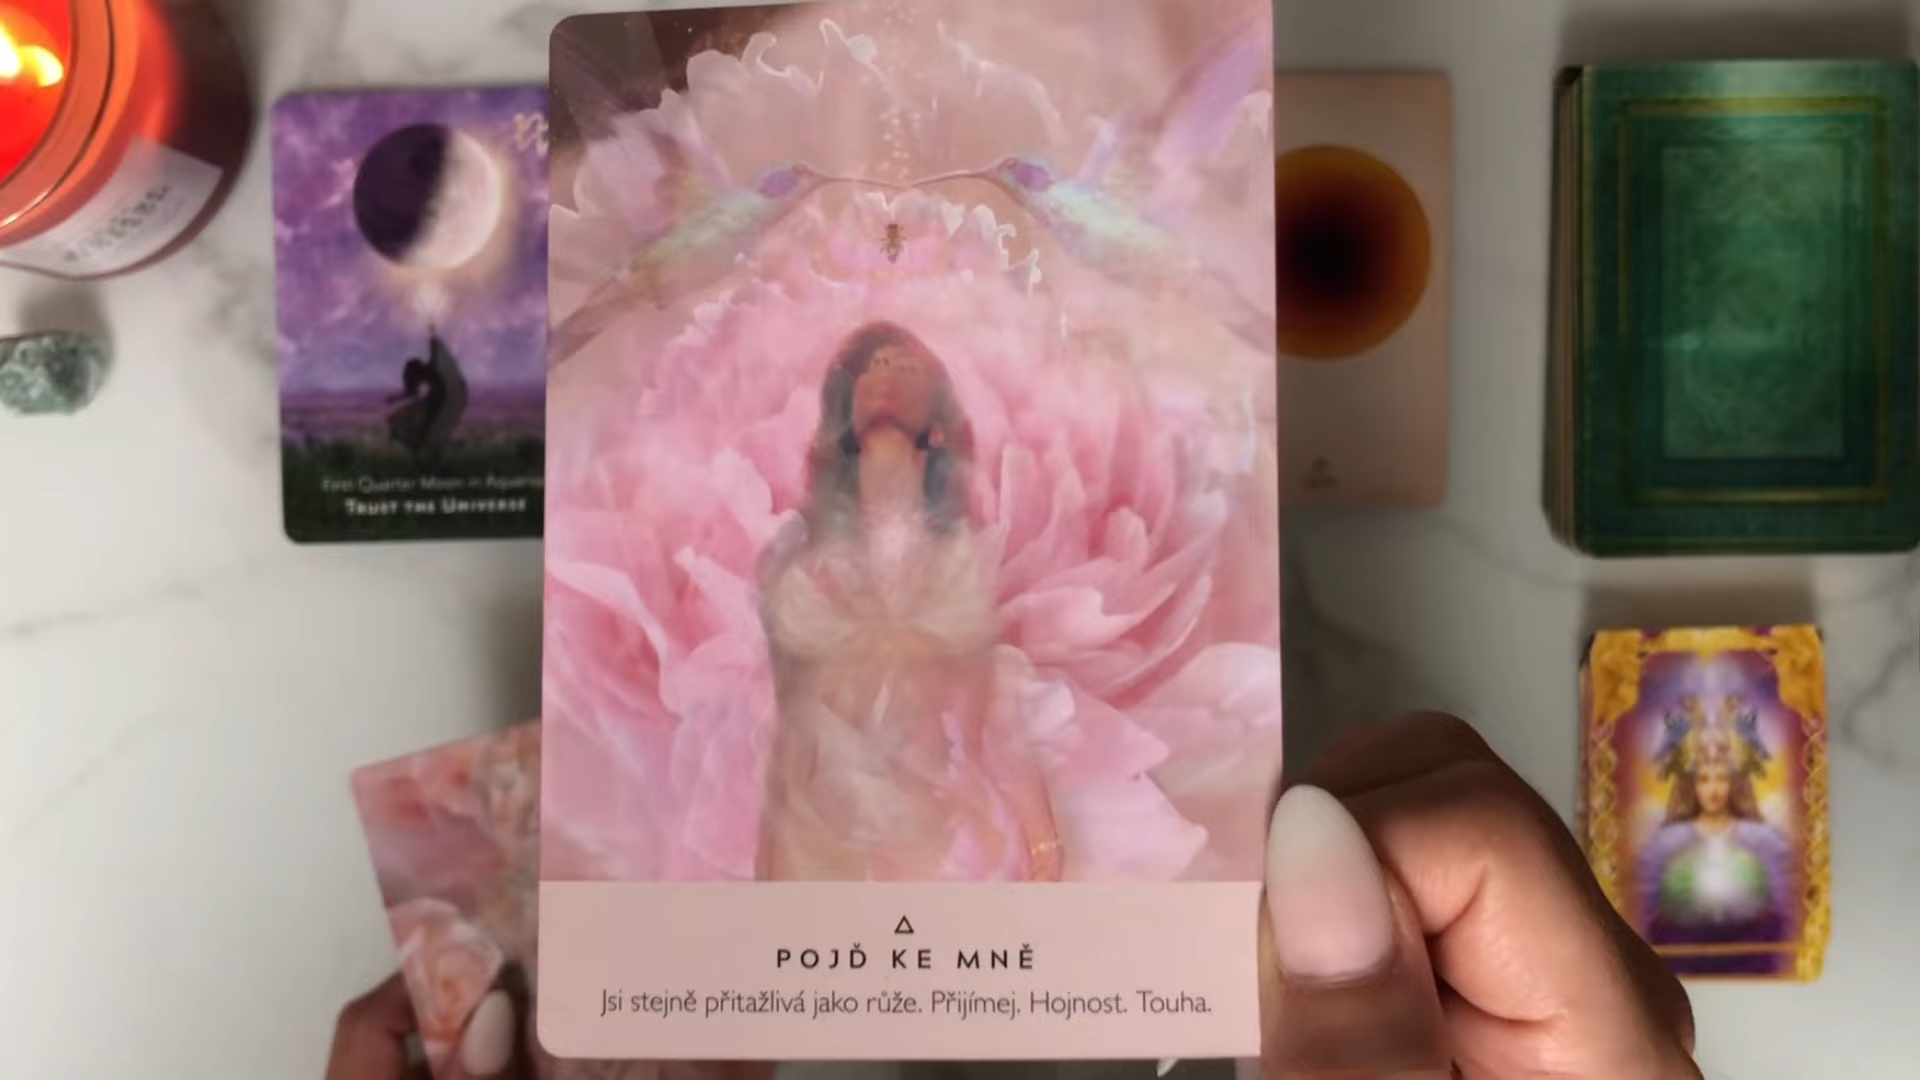 First Quarter Moon in Aquarius
TRUST THE UNIVERSE
POJĎ KE MNĚ
Jsi stejně přitažlivá jako růže. Přijímej. Hojnost. Touha.